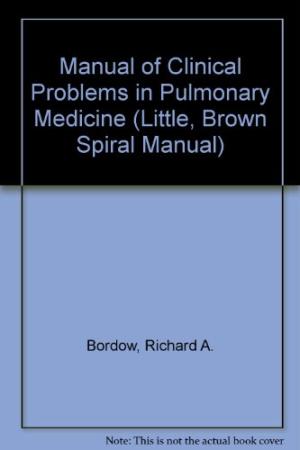 Manual of Clinical
Problems in Pulmonary
Medicine (Little, Brown
Spiral Manual)
Bordow, Richard A.
Note: This is not the actual book cover